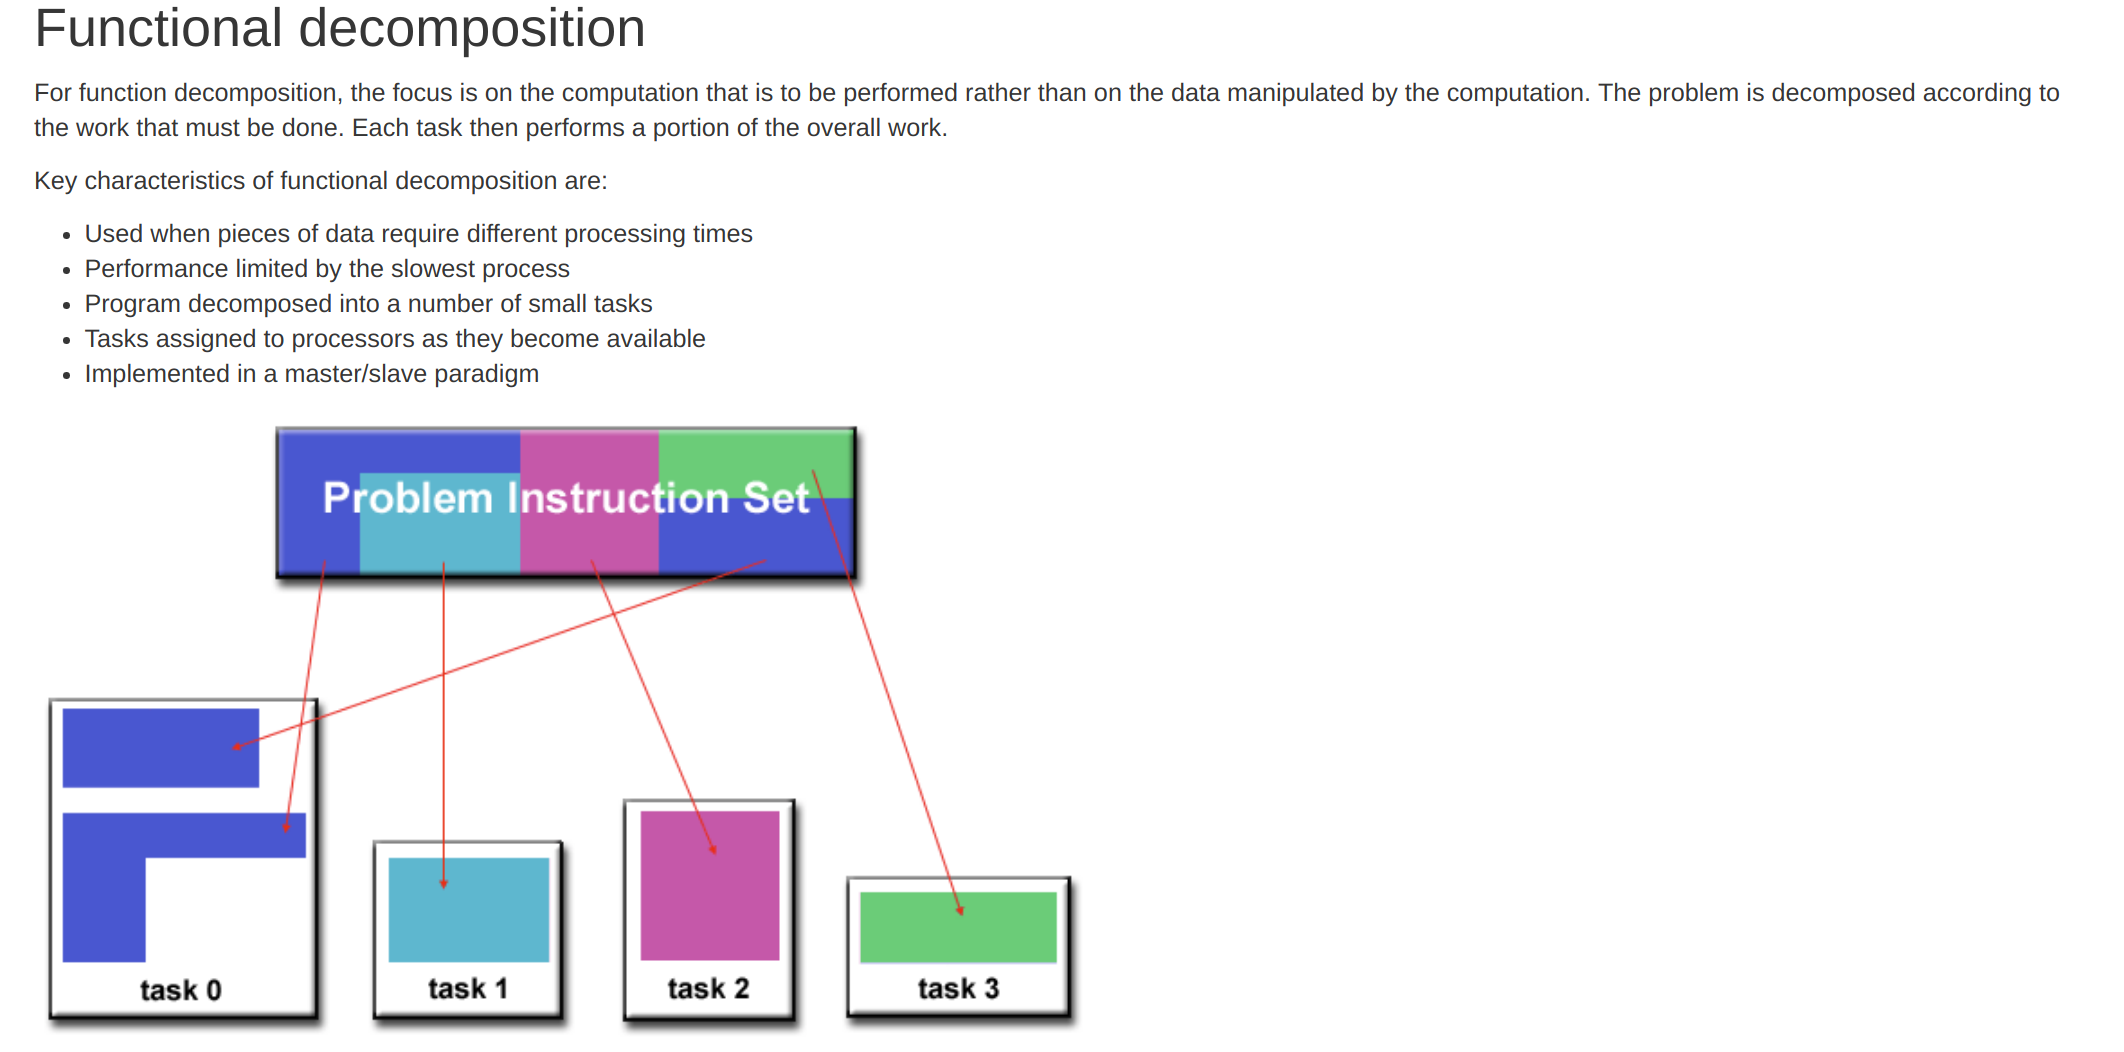 Functional decomposition
For function decomposition, the focus is on the computation that is to be performed rather than on the data manipulated by the computation. The problem is decomposed according to
the work that must be done. Each task then performs a portion of the overall work.
Key characteristics of functional decomposition are:
• Used when pieces of data require different processing times
• Performance limited by the slowest process
• Program decomposed into a number of small tasks
• Tasks assigned to processors as they become available
• Implemented in a master/slave paradigm
Problem Instruction Set
task 0
task 1
task 2
task 3